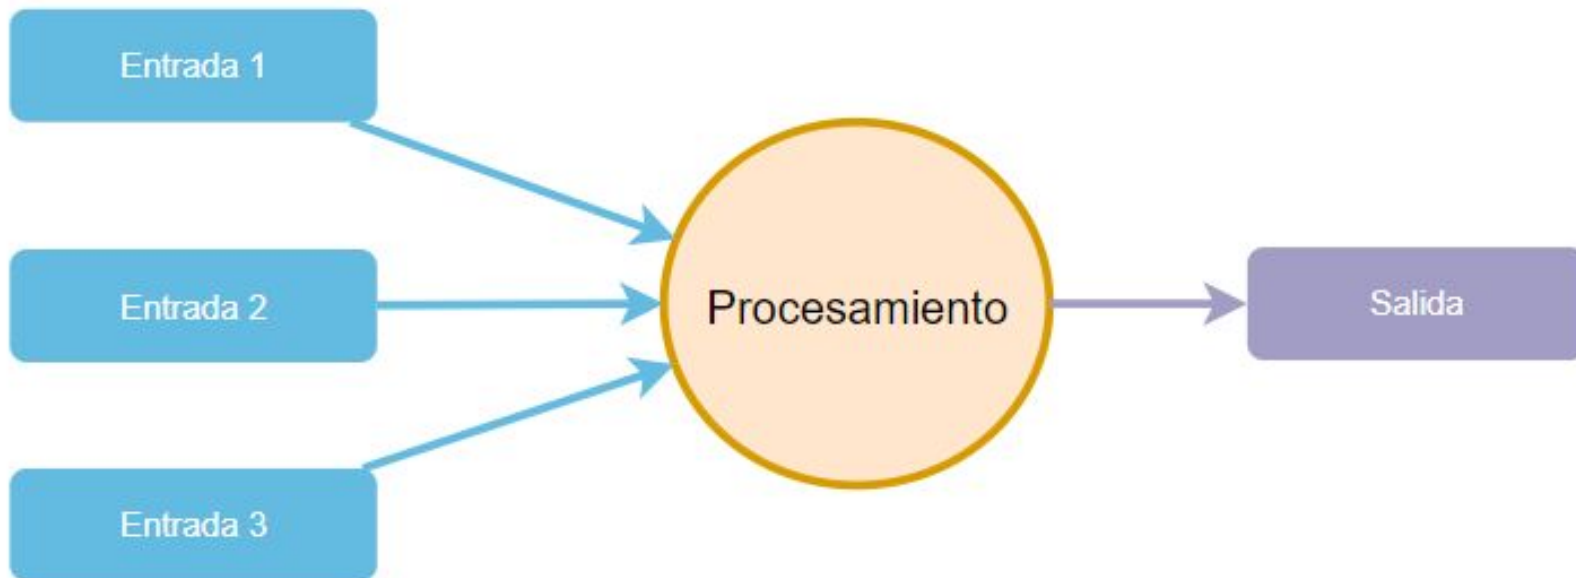 Entrada 1
Entrada 2
Entrada 3
Procesamiento
Salida